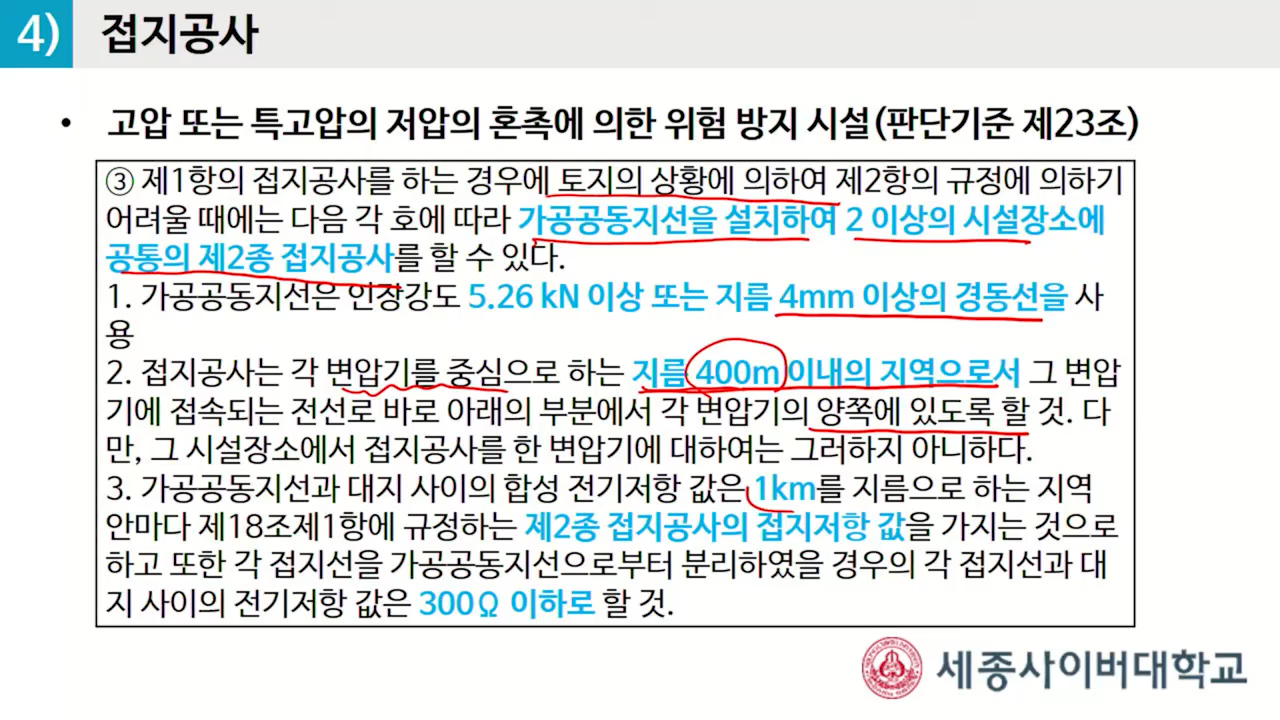 4) 접지공사
• 고압 또는 특고압의 저압의 혼촉에 의한 위험 방지 시설(판단기준 제23조)
③ 제1항의 접지공사를 하는 경우에 토지의 상황에 의하여 제2항의 규정에 의하기
어려울 때에는 다음 각 호에 따라 가공공동지선을 설치하여 2 이상의 시설장소에
공통의 제2종 접지공사를 할 수 있다.
1. 가공공동지선은 인장강도 5.26 kN 이상 또는 지름 4mm 이상의 경동선을 사
용
2. 접지공사는 각 변압기를 중심으로 하는 지름 400m 이내의 지역으로서 그 변압
기에 접속되는 전선로 바로 아래의 부분에서 각 변압기의 양쪽에 있도록 할 것. 다
만, 그 시설장소에서 접지공사를 한 변압기에 대하여는 그러하지 아니하다.
3. 가공공동지선과 대지 사이의 합성 전기저항 값은 1km를 지름으로 하는 지역
안마다 제18조제1항에 규정하는 제2종 접지공사의 접지저항 값을 가지는 것으로
하고 또한 각 접지선을 가공공동지선으로부터 분리하였을 경우의 각 접지선과 대
지 사이의 전기저항 값은 300Ω 이하로 할 것.
세종사이버대학교